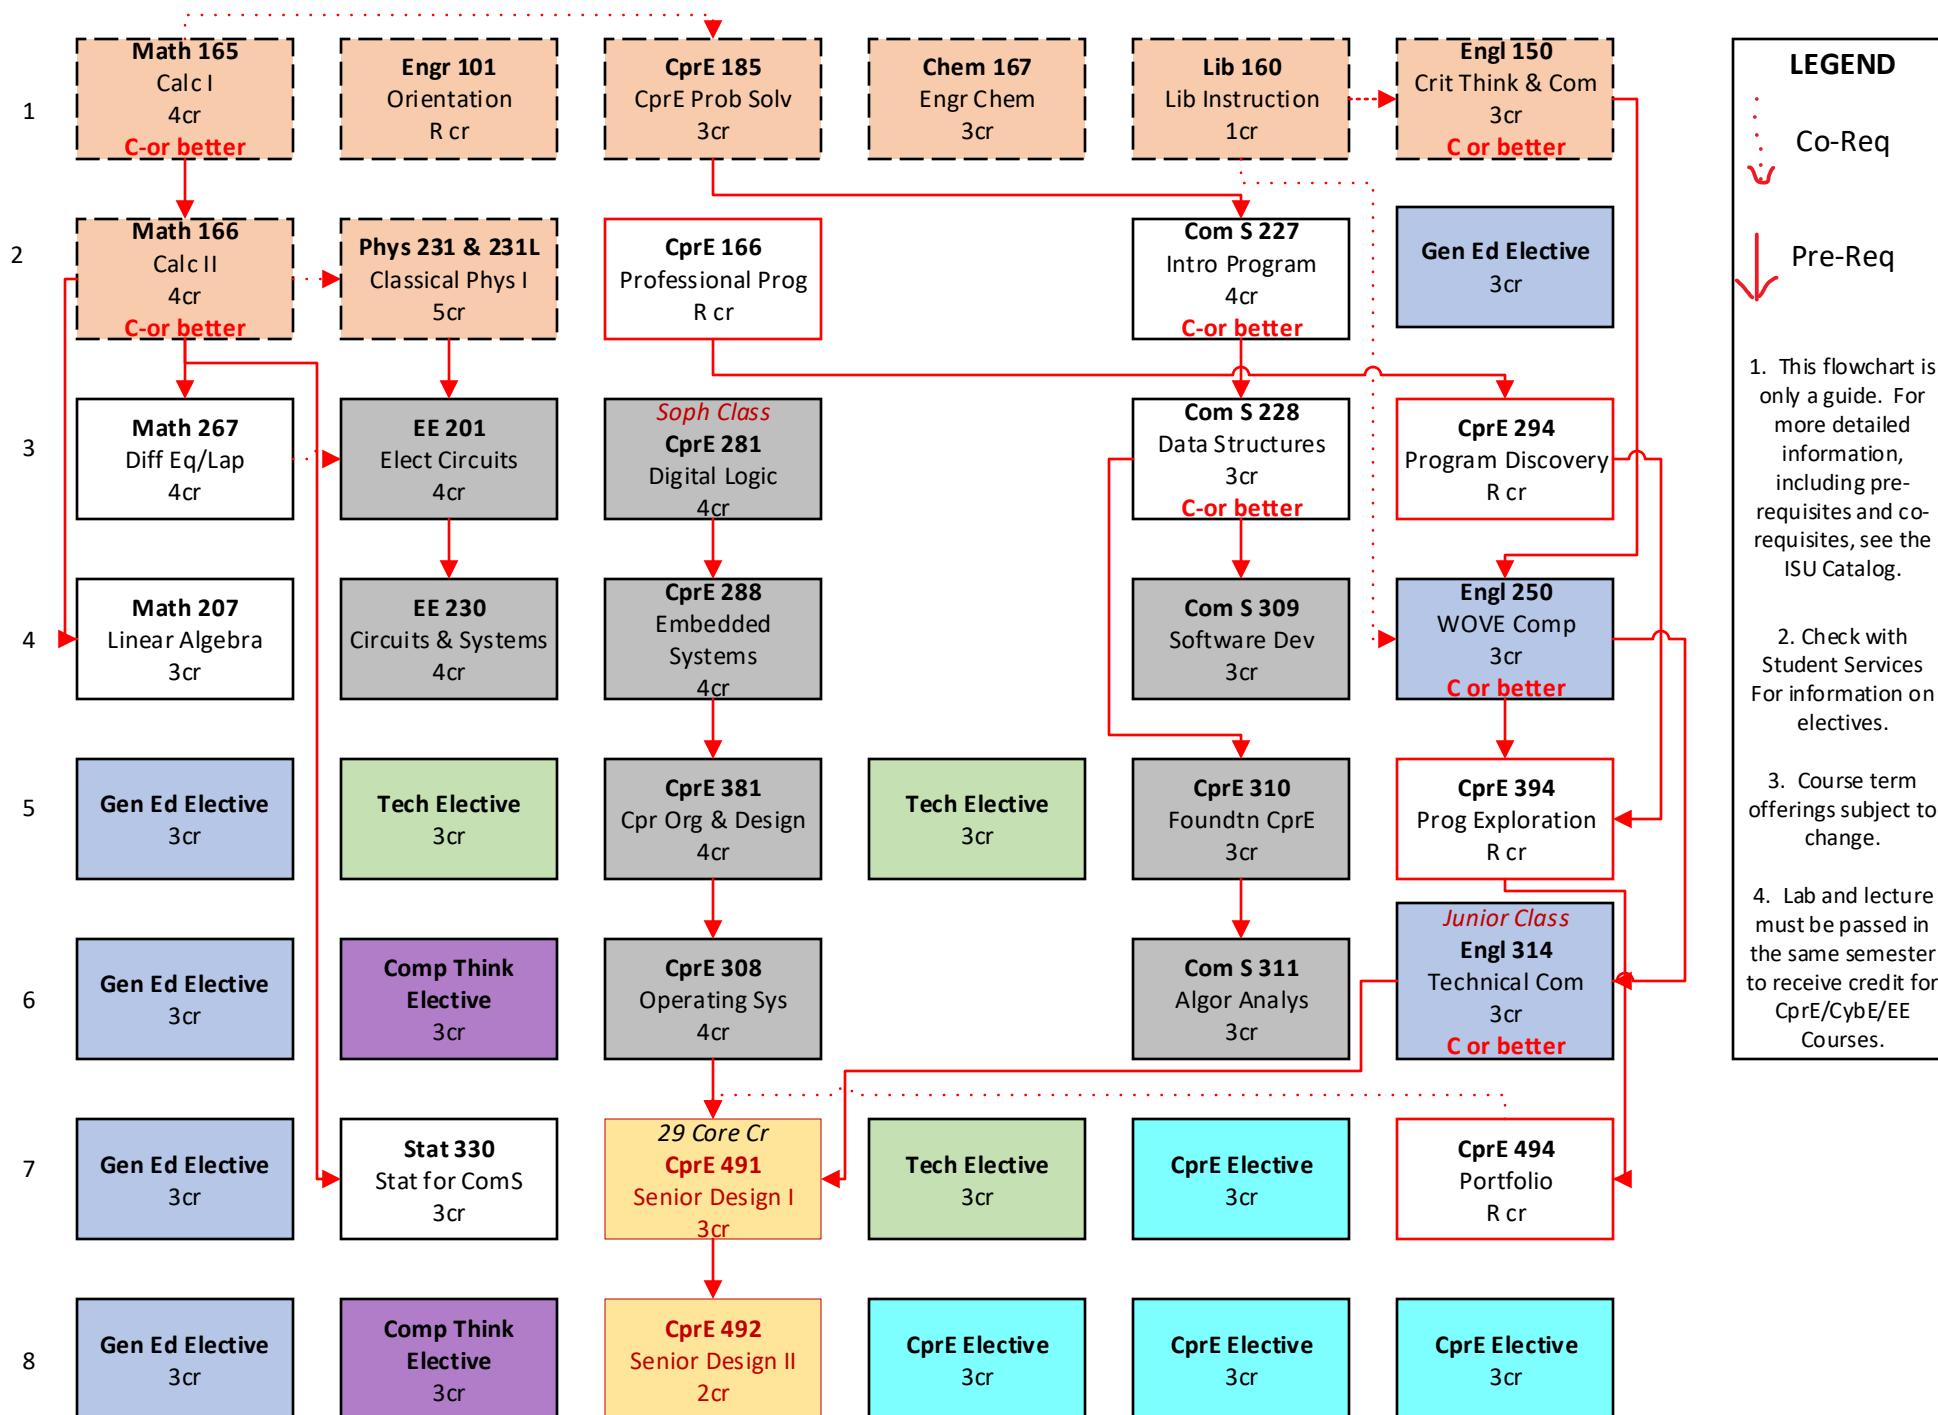 1
Math 165
Calc I
4cr
C-or better
Engr 101
Orientation
R cr
CprE 185
CprE Prob Solv
3cr
Chem 167
Engr Chem
3cr
Lib 160
Lib Instruction
1cr
Engl 150
Crit Think & Com
3cr
C or better
2
Math 166
Calc II
4cr
C-or better
Phys 231 & 231L
Classical Phys I
5cr
CprE 166
Professional Prog
R cr
Com S 227
Intro Program
4cr
C-or better
Gen Ed Elective
3cr
3
Math 267
Diff Eq/Lap
4cr
EE 201
Elect Circuits
4cr
Soph Class
CprE 281
Digital Logic
4cr
Com S 228
Data Structures
3cr
C-or better
CprE 294
Program Discovery
R cr
4
Math 207
Linear Algebra
3cr
EE 230
Circuits & Systems
4cr
CprE 288
Embedded
Systems
4cr
Com S 309
Software Dev
3cr
Engl 250
WOVE Comp
3cr
C or better
5
Gen Ed Elective
3cr
Tech Elective
3cr
CprE 381
Cpr Org & Design
4cr
Tech Elective
3cr
CprE 310
Foundtn CprE
3cr
CprE 394
Prog Exploration
R cr
6
Gen Ed Elective
3cr
Comp Think
Elective
3cr
CprE 308
Operating Sys
4cr
Com S 311
Algor Analys
3cr
Junior Class
Engl 314
Technical Com
3cr
C or better
7
Gen Ed Elective
3cr
Stat 330
Stat for ComS
3cr
29 Core Cr
CprE 491
Senior Design I
3cr
Tech Elective
3cr
CprE Elective
3cr
CprE 494
Portfolio
R cr
8
Gen Ed Elective
3cr
Comp Think
Elective
3cr
CprE 492
Senior Design II
2cr
CprE Elective
3cr
CprE Elective
3cr
CprE Elective
3cr
LEGEND
Co-Req
Pre-Req
1. This flowchart is
only a guide. For
more detailed
information,
including pre-
requisites and co-
requisites, see the
ISU Catalog.
2. Check with
Student Services
For information on
electives.
3. Course term
offerings subject to
change.
4. Lab and lecture
must be passed in
the same semester
to receive credit for
CprE/CybE/EE
Courses.